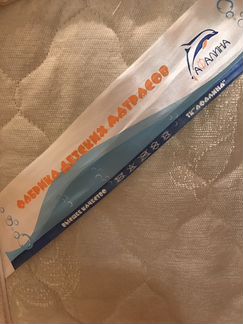 АФАЛИНА
ФАБРИКА ДЕТСКИХ МАТРАСОВ
ВЫСШЕЕ КАЧЕСТВО
ТК "АФАЛИНА"